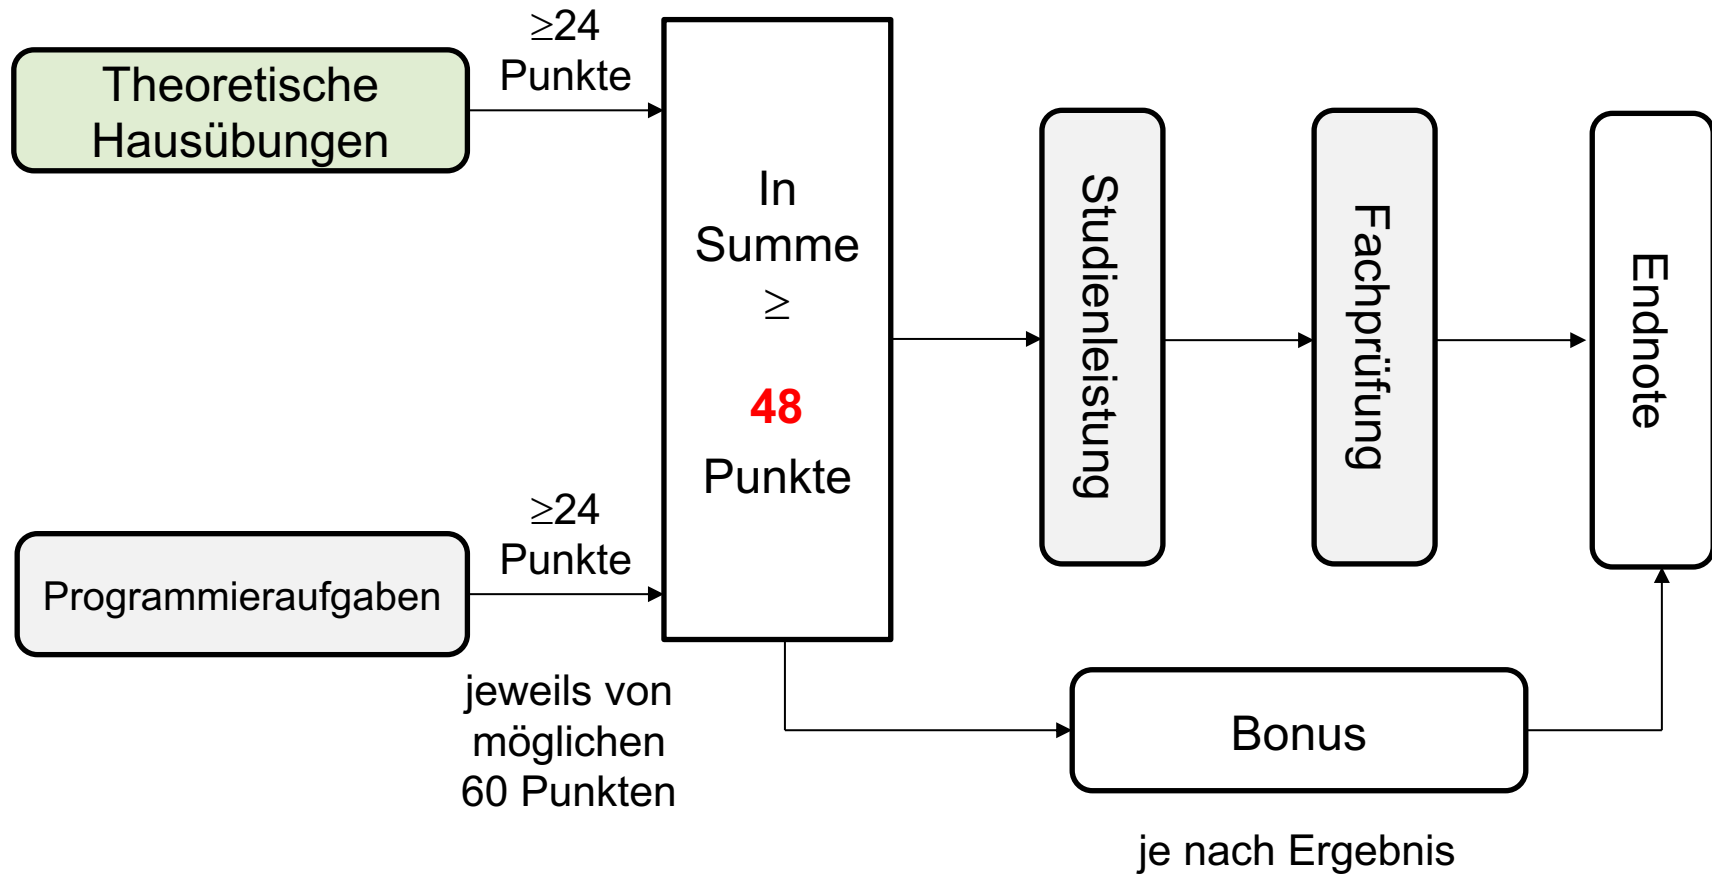 ≥24
Punkte
Theoretische
Hausübungen
In
Summe
≥
48
Punkte
≥24
Punkte
Programmieraufgaben
jeweils von
möglichen
60 Punkten
Studienleistung
Fachprüfung
Endnote
Bonus
je nach Ergebnis